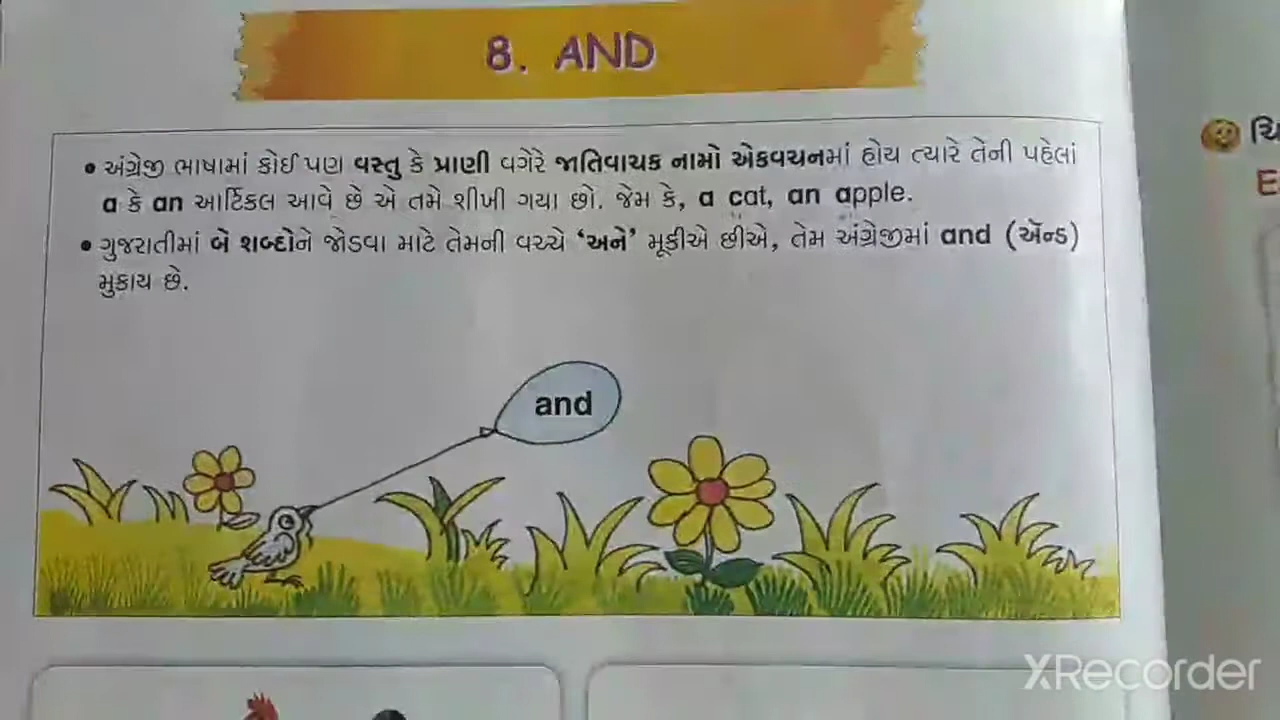 8. AND
• અંગ્રેજી ભાષામાં કોઈ પણ વસ્તુ કે પ્રાણી વગેરે જાતિવાચક નામો એકવચનમાં હોય ત્યારે તેની પહેલાં
a કે an આર્ટિકલ આવે છે એ તમે શીખી ગયા છો. જેમ કે, a cat, an apple.
• ગુજરાતીમાં બે શબ્દોને જોડવા માટે તેમની વચ્ચે ‘અને’ મૂકીએ છીએ, તેમ અંગ્રેજીમાં and (ઍન્ડ)
મુકાય છે.
and
XRecorder